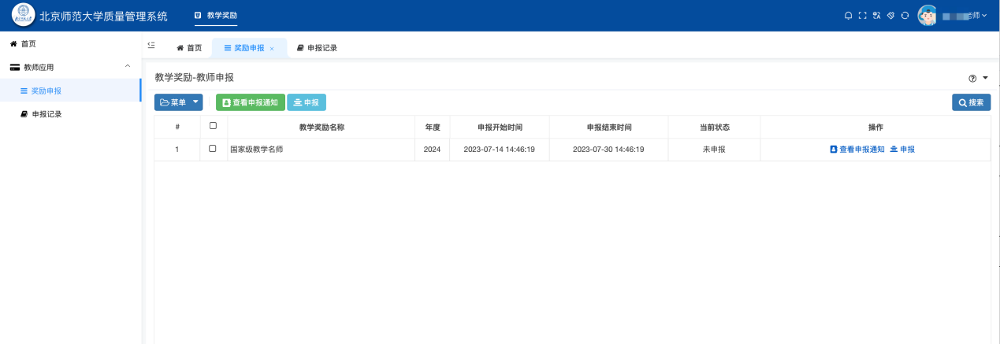 北京师范大学质量管理系统 教学奖励 老师
首页 首页 奖励申报 × 申报记录
教师应用
奖励申报
申报记录
教学奖励-教师申报
菜单 查看申报通知 申报 搜索
# 教学奖励名称 年度 申报开始时间 申报结束时间 当前状态 操作
1 国家级教学名师 2024 2023-07-14 14:46:19 2023-07-30 14:46:19 未申报 查看申报通知 申报